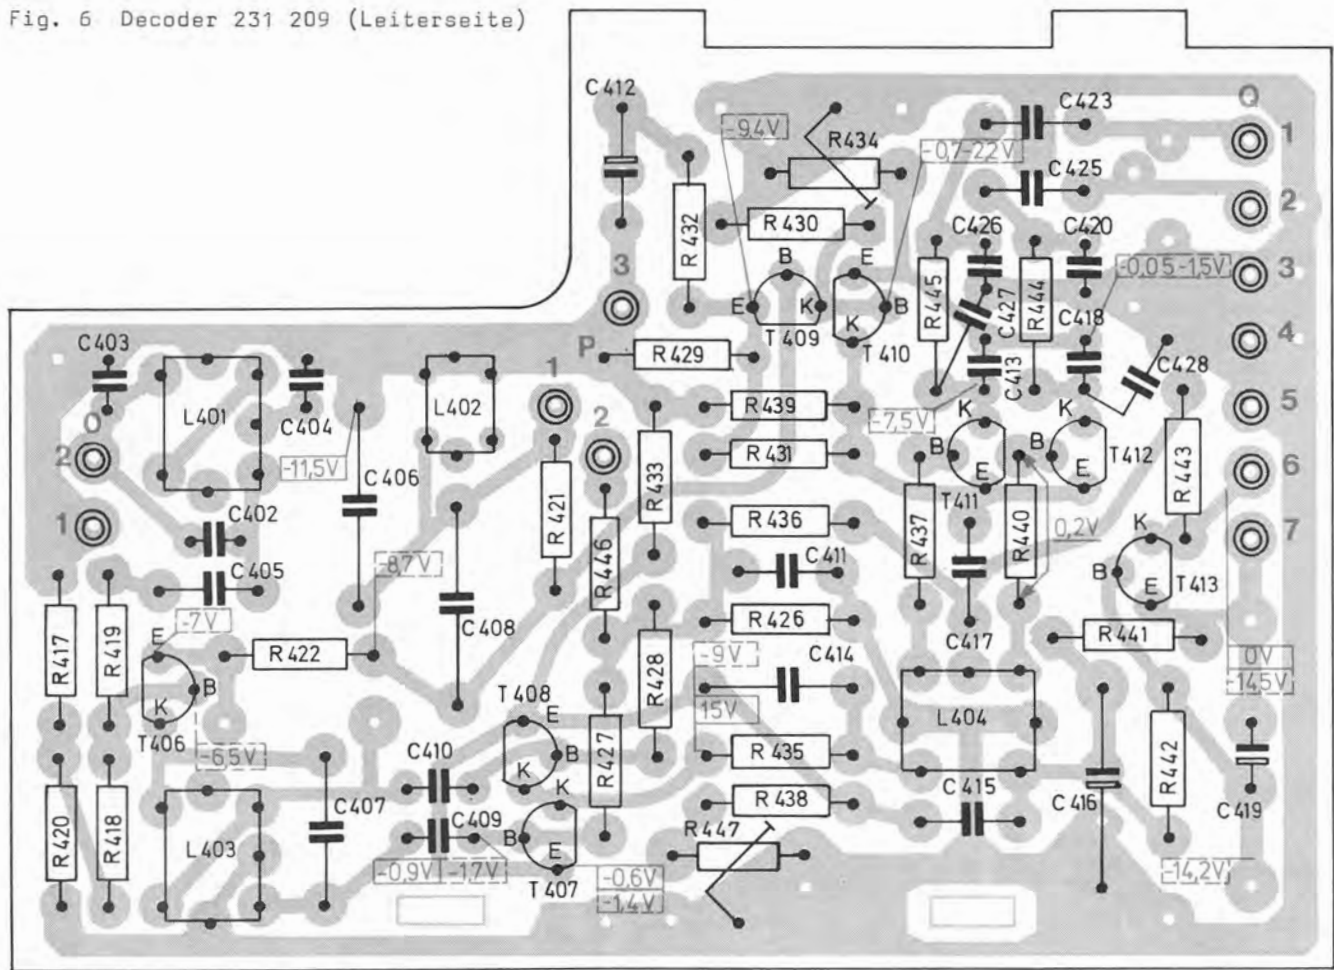 Fig. 6 Decoder 231 209 (Leiterseite)
C412
C423
Q
1
-9,4V
R434
-0,7-2,2V
C425
2
R432
R430
C426
C420
3
B
E
-0,05-1,5V
3
E
K
B
R445
C427
R444
C418
4
C403
P
R429
T409
K
T410
C413
C428
L401
C404
L402
1
R439
-7,5V
K
K
5
O
2
-11,5V
C406
2
R433
R431
B
E
B
E
T412
R443
6
1
C402
R421
R446
R436
T411
R437
R440
0,2V
K
7
C405
-8,7V
C411
B
E
T413
R417
R419
-7V
C408
R426
C417
R441
E
R422
R428
-9V
C414
0V
-14,5V
B
K
T408
E
15V
L404
T406
-6,5V
C410
B
R427
R435
R442
K
K
C407
R438
C415
C416
C419
R420
R418
L403
C409
B
R447
E
-0,9V
-1,7V
T407
-0,6V
-1,4V
-14,2V